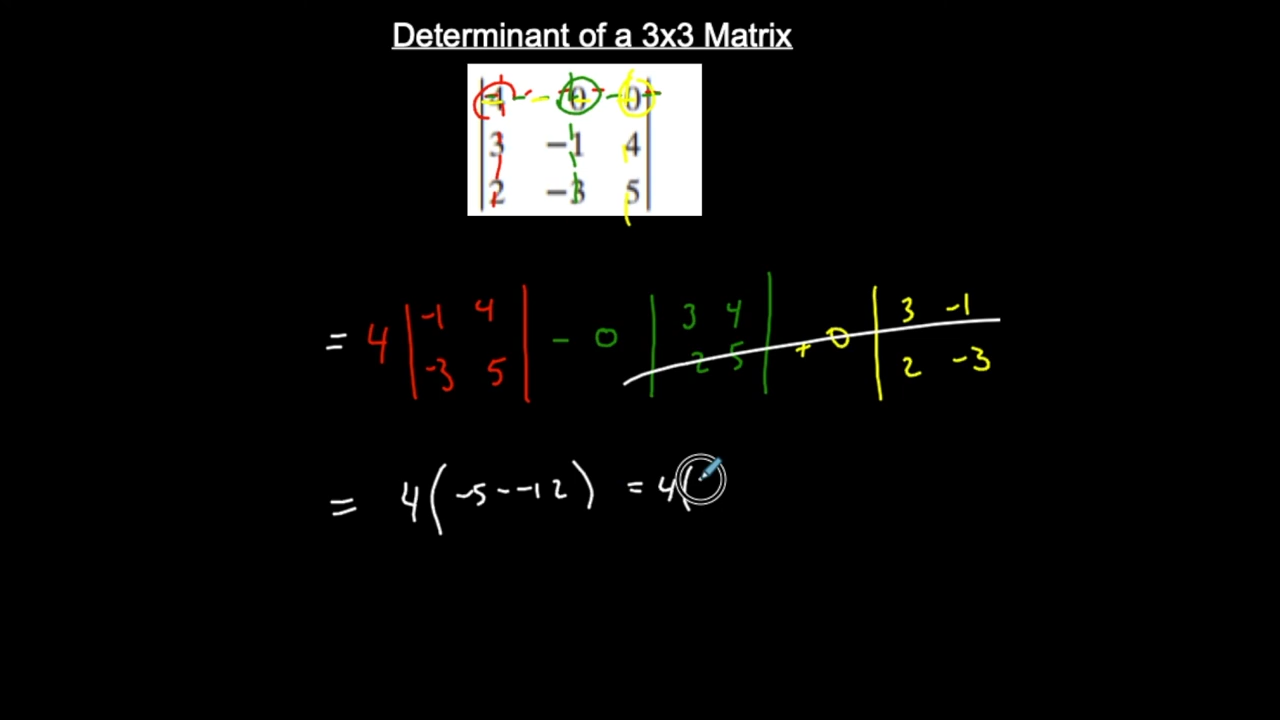 Determinant of a 3x3 Matrix
|4 0 0|
|3 −1 4|
|2 −3 5|
= 4 |-1 4| - 0 |3 4| + 0 |3 -1|
|-3 5| |2 5| |2 -3|
= 4(-5--12) = 4(